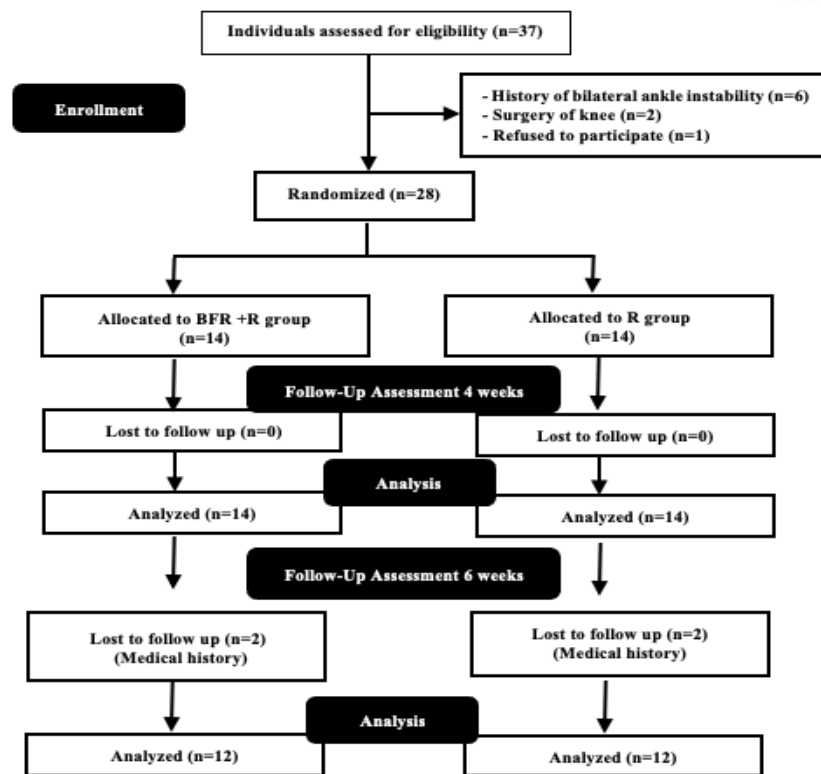 Individuals assessed for eligibility (n=37)
Enrollment
- History of bilateral ankle instability (n=6)
- Surgery of knee (n=2)
- Refused to participate (n=1)
Randomized (n=28)
Allocated to BFR +R group
(n=14)
Allocated to R group
(n=14)
Follow-Up Assessment 4 weeks
Lost to follow up (n=0)
Lost to follow up (n=0)
Analysis
Analyzed (n=14)
Analyzed (n=14)
Follow-Up Assessment 6 weeks
Lost to follow up (n=2)
(Medical history)
Lost to follow up (n=2)
(Medical history)
Analysis
Analyzed (n=12)
Analyzed (n=12)